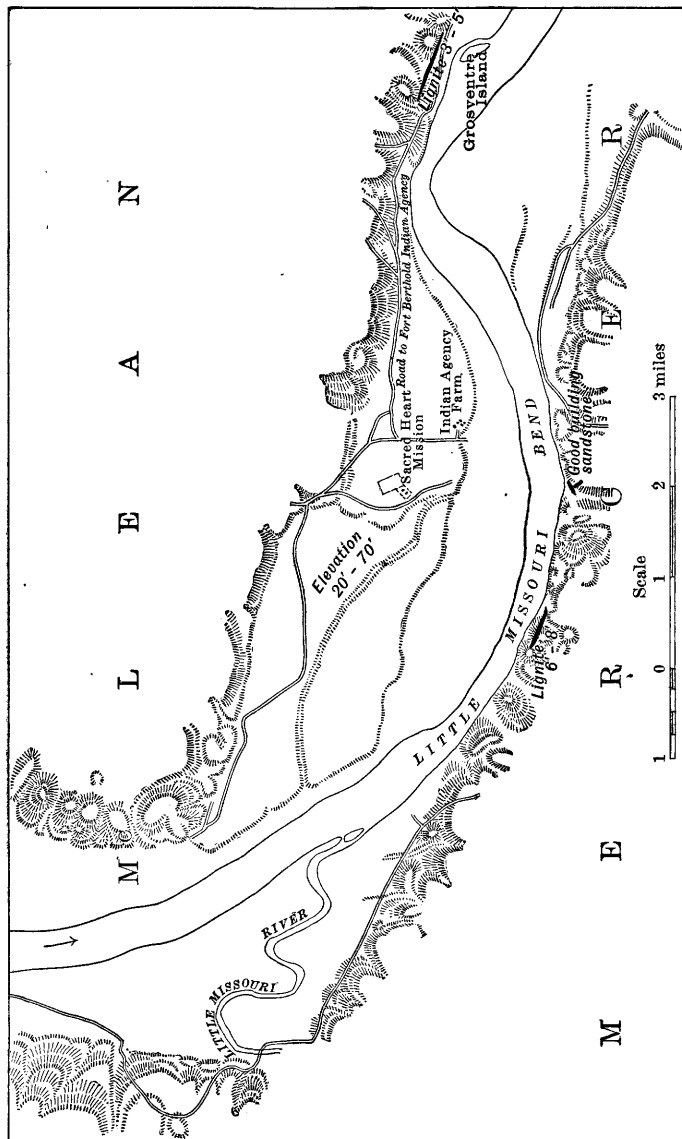 M L E A N
Lignite 3'-5'
Grosventre
Island
Road to Fort Berthold Indian Agency
Sacred Heart
Mission
Indian Agency
Farm
Elevation
20'-70'
LITTLE MISSOURI RIVER
LITTLE MISSOURI BEND
Lignite
6'-8'
Good building
sandstone
M E R C E R
Scale
1 0 1 2 3 miles